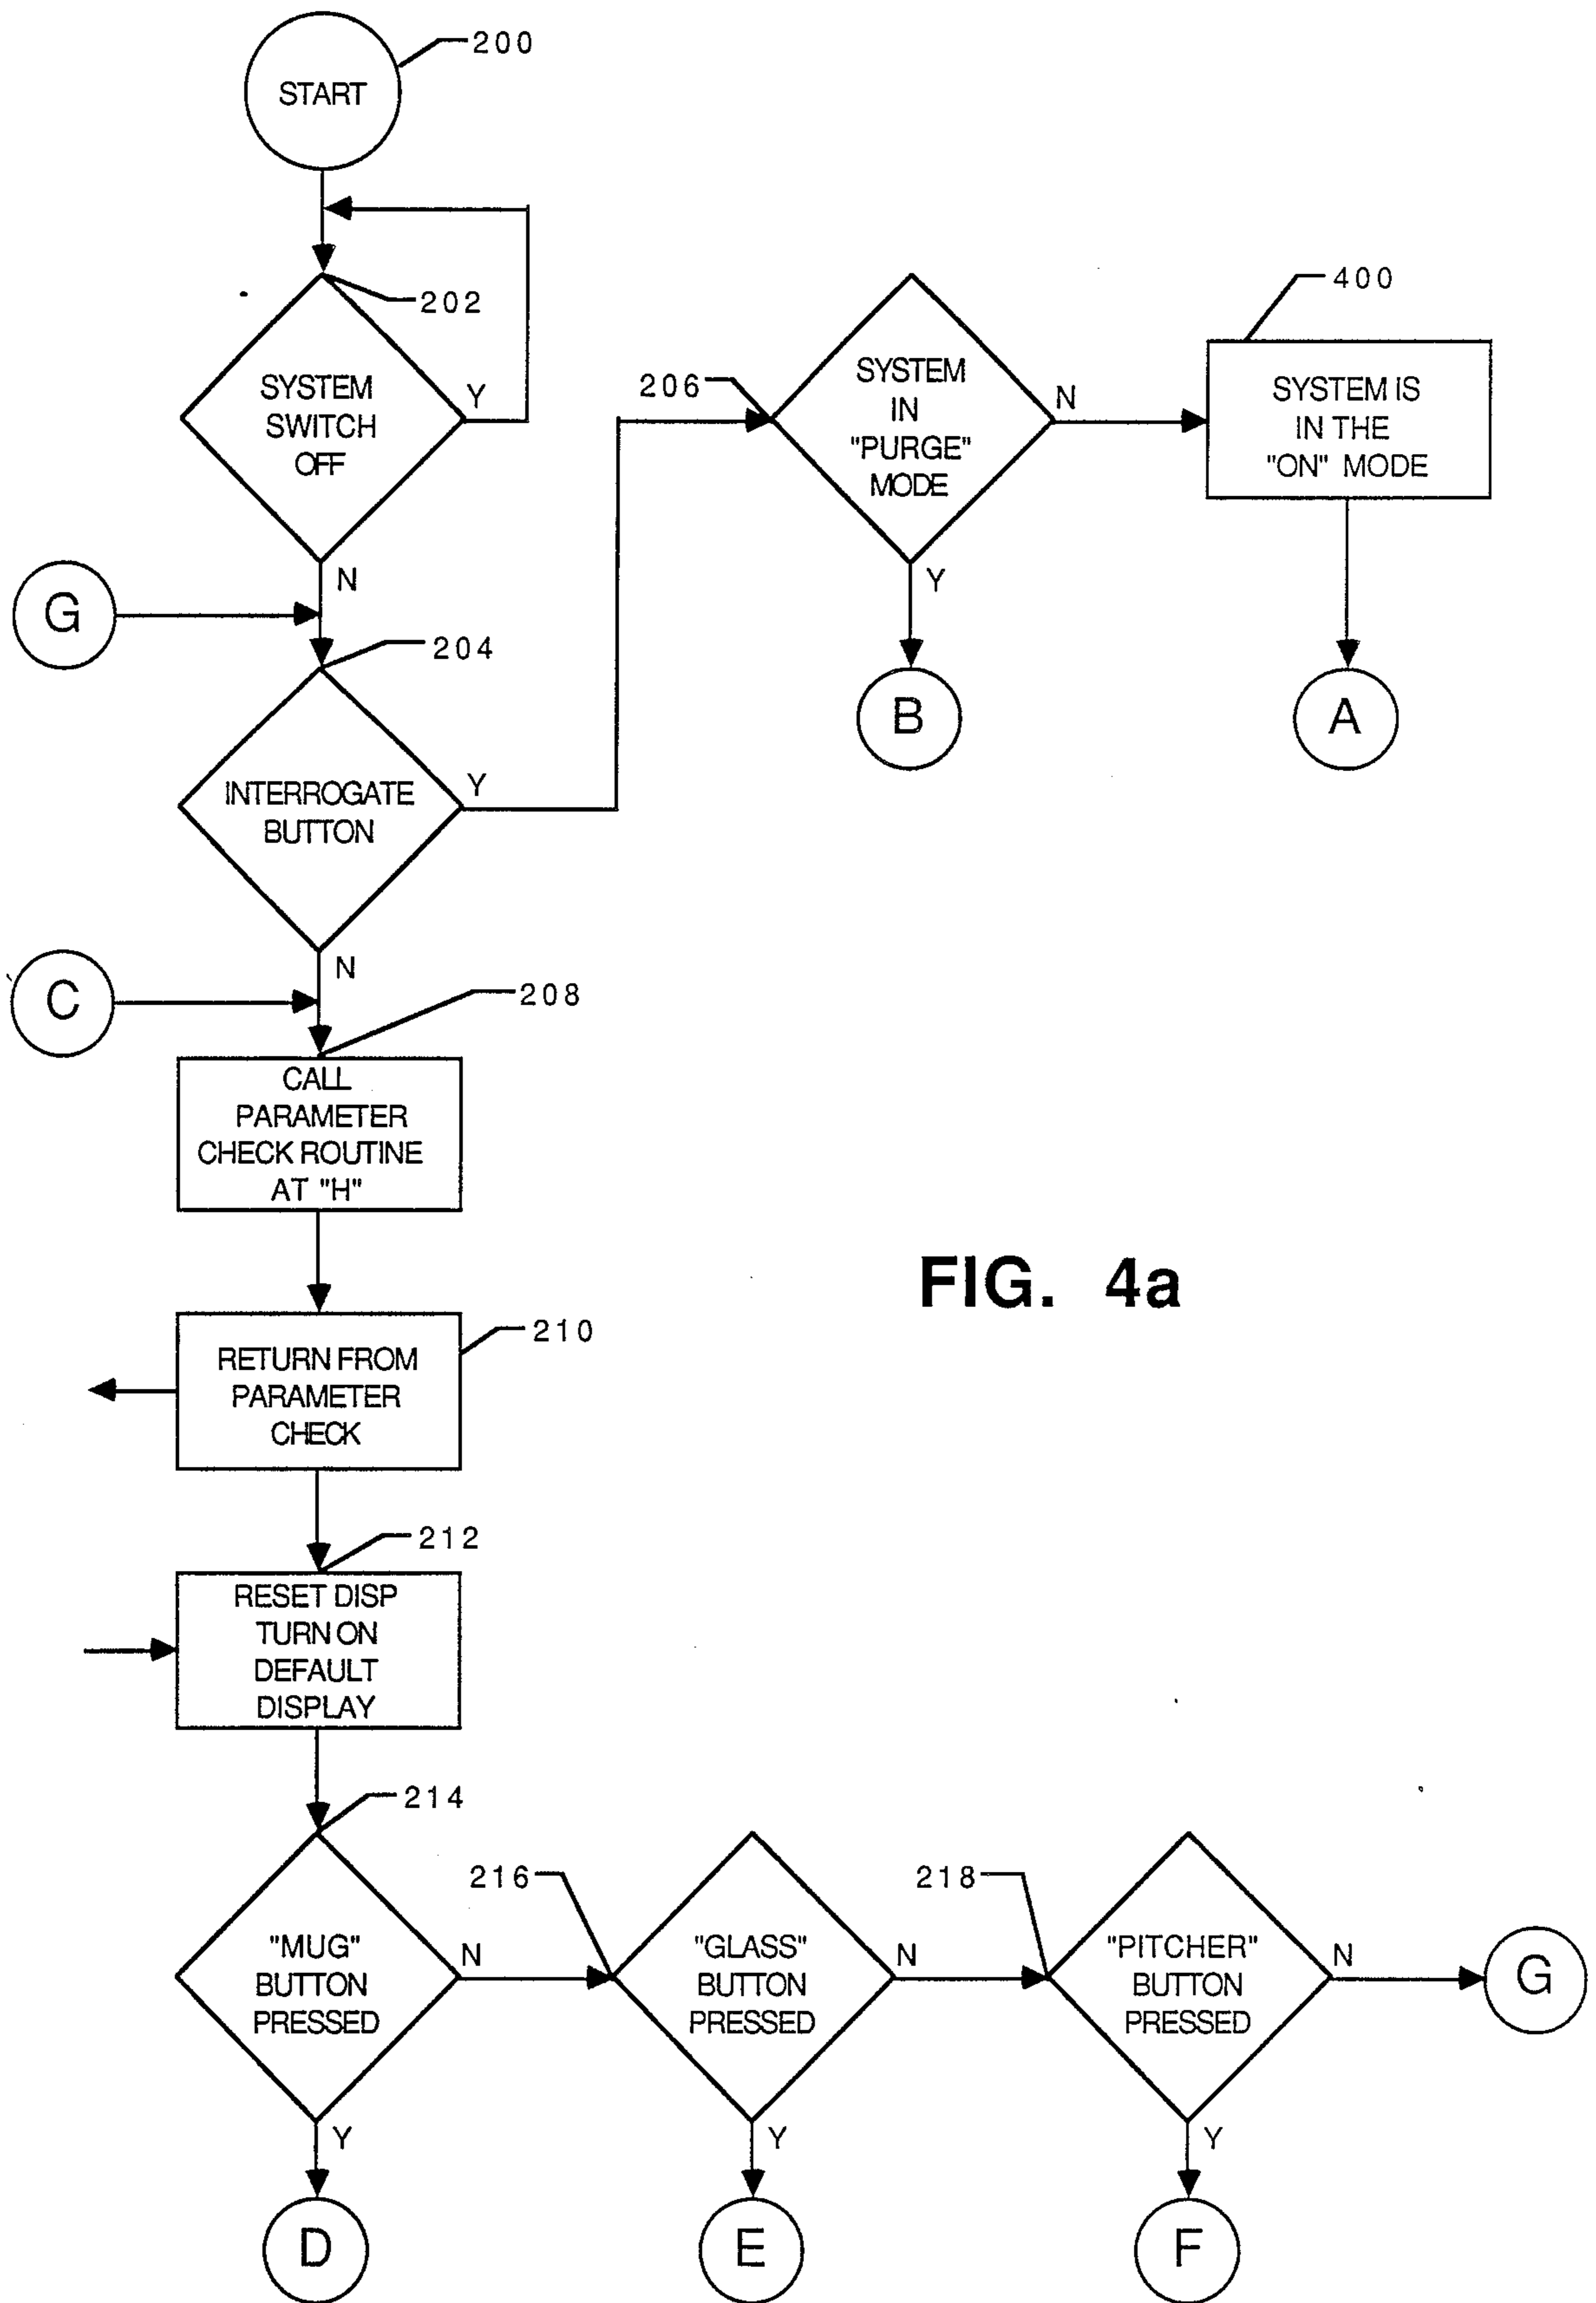 200
START
202
SYSTEM
SWITCH
OFF
Y
N
G
204
INTERROGATE
BUTTON
Y
N
206
SYSTEM
IN
"PURGE"
MODE
N
Y
B
400
SYSTEM IS
IN THE
"ON" MODE
A
C
208
CALL
PARAMETER
CHECK ROUTINE
AT "H"
210
RETURN FROM
PARAMETER
CHECK
FIG. 4a
212
RESET DISP
TURN ON
DEFAULT
DISPLAY
214
"MUG"
BUTTON
PRESSED
N
Y
D
216
"GLASS"
BUTTON
PRESSED
N
Y
E
218
"PITCHER"
BUTTON
PRESSED
N
G
Y
F